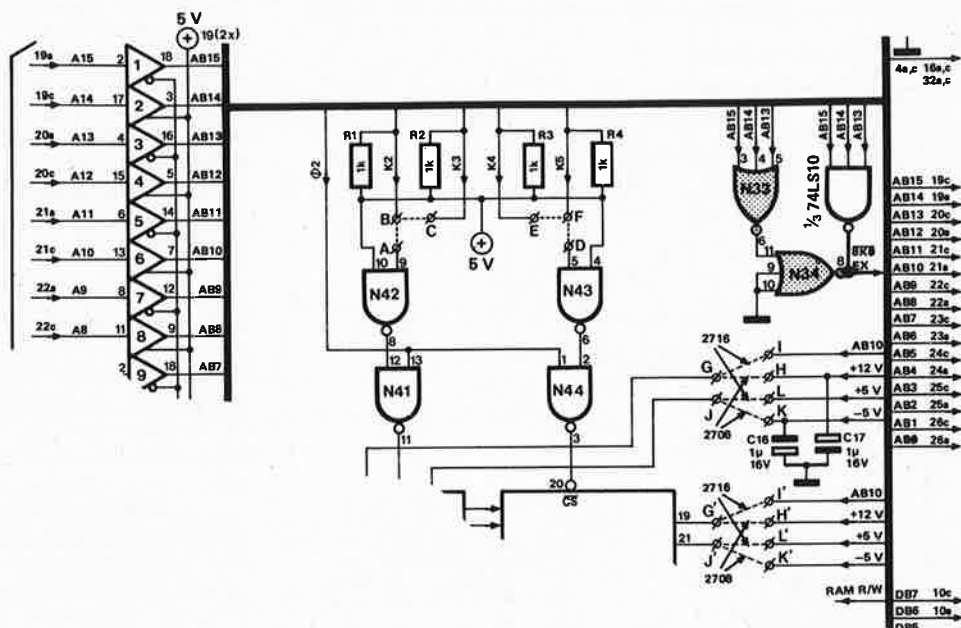 5 V
19(2x)
19a A15 2 1 18 AB15
19c A14 17 2 3 AB14
20a A13 4 3 16 AB13
20c A12 15 4 5 AB12
21a A11 6 5 14 AB11
21c A10 13 6 7 AB10
22a A9 8 7 12 AB9
22c A8 11 8 9 AB8
2 9 18 AB7
Φ2
R1 1k
K2
R2 1k
K3
K4
R3 1k
K5
R4 1k
B C
A
5 V
E F
D
10 9
N42
8
5 4
N43
6
12 13
N41
11
1 2
N44
3
20
CS
AB15 AB14 AB13
3 4 5
N33
6
1/3 74LS10
AB15 AB14 AB13
11
9
10
N34
8
8K8
EX
2716
G
J
2708
I AB10
H +12 V
L +5 V
K −5 V
C16
1µ
16V
C17
1µ
16V
2716
19 G'
21 J'
2708
I' AB10
H' +12 V
L' +5 V
K' −5 V
RAM R/W
4a,c 16a,c
32a,c
AB15 19c
AB14 19a
AB13 20c
AB12 20a
AB11 21c
AB10 21a
AB9 22c
AB8 22a
AB7 23c
AB6 23a
AB5 24c
AB4 24a
AB3 25c
AB2 25a
AB1 26c
AB0 26a
DB7 10c
DB6 10a
DB5